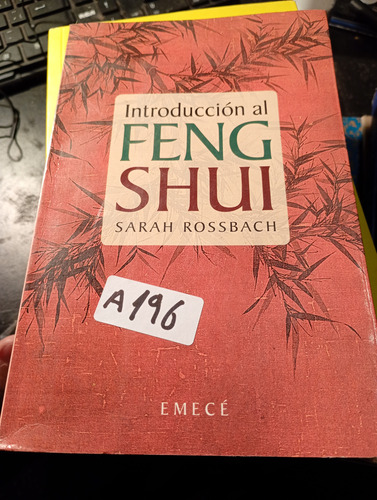 Introducción al
FENG
SHUI
SARAH ROSSBACH
A196
EMECÉ